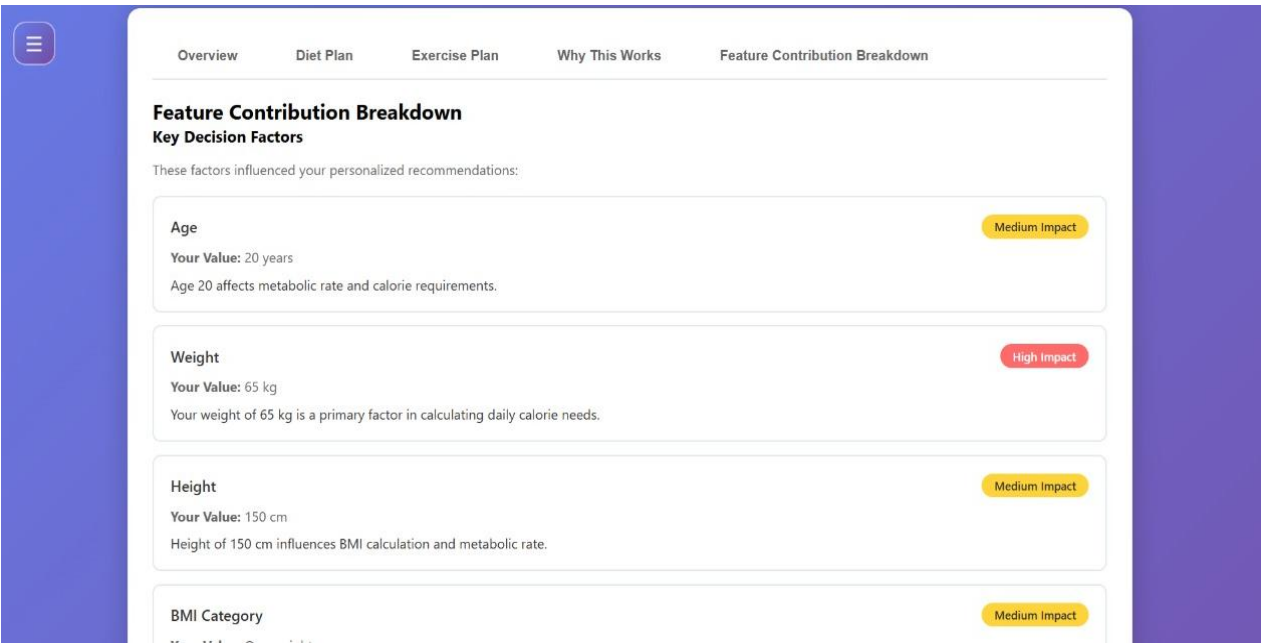 Overview Diet Plan Exercise Plan Why This Works Feature Contribution Breakdown
Feature Contribution Breakdown
Key Decision Factors
These factors influenced your personalized recommendations:
Age Medium Impact
Your Value: 20 years
Age 20 affects metabolic rate and calorie requirements.
Weight High Impact
Your Value: 65 kg
Your weight of 65 kg is a primary factor in calculating daily calorie needs.
Height Medium Impact
Your Value: 150 cm
Height of 150 cm influences BMI calculation and metabolic rate.
BMI Category Medium Impact